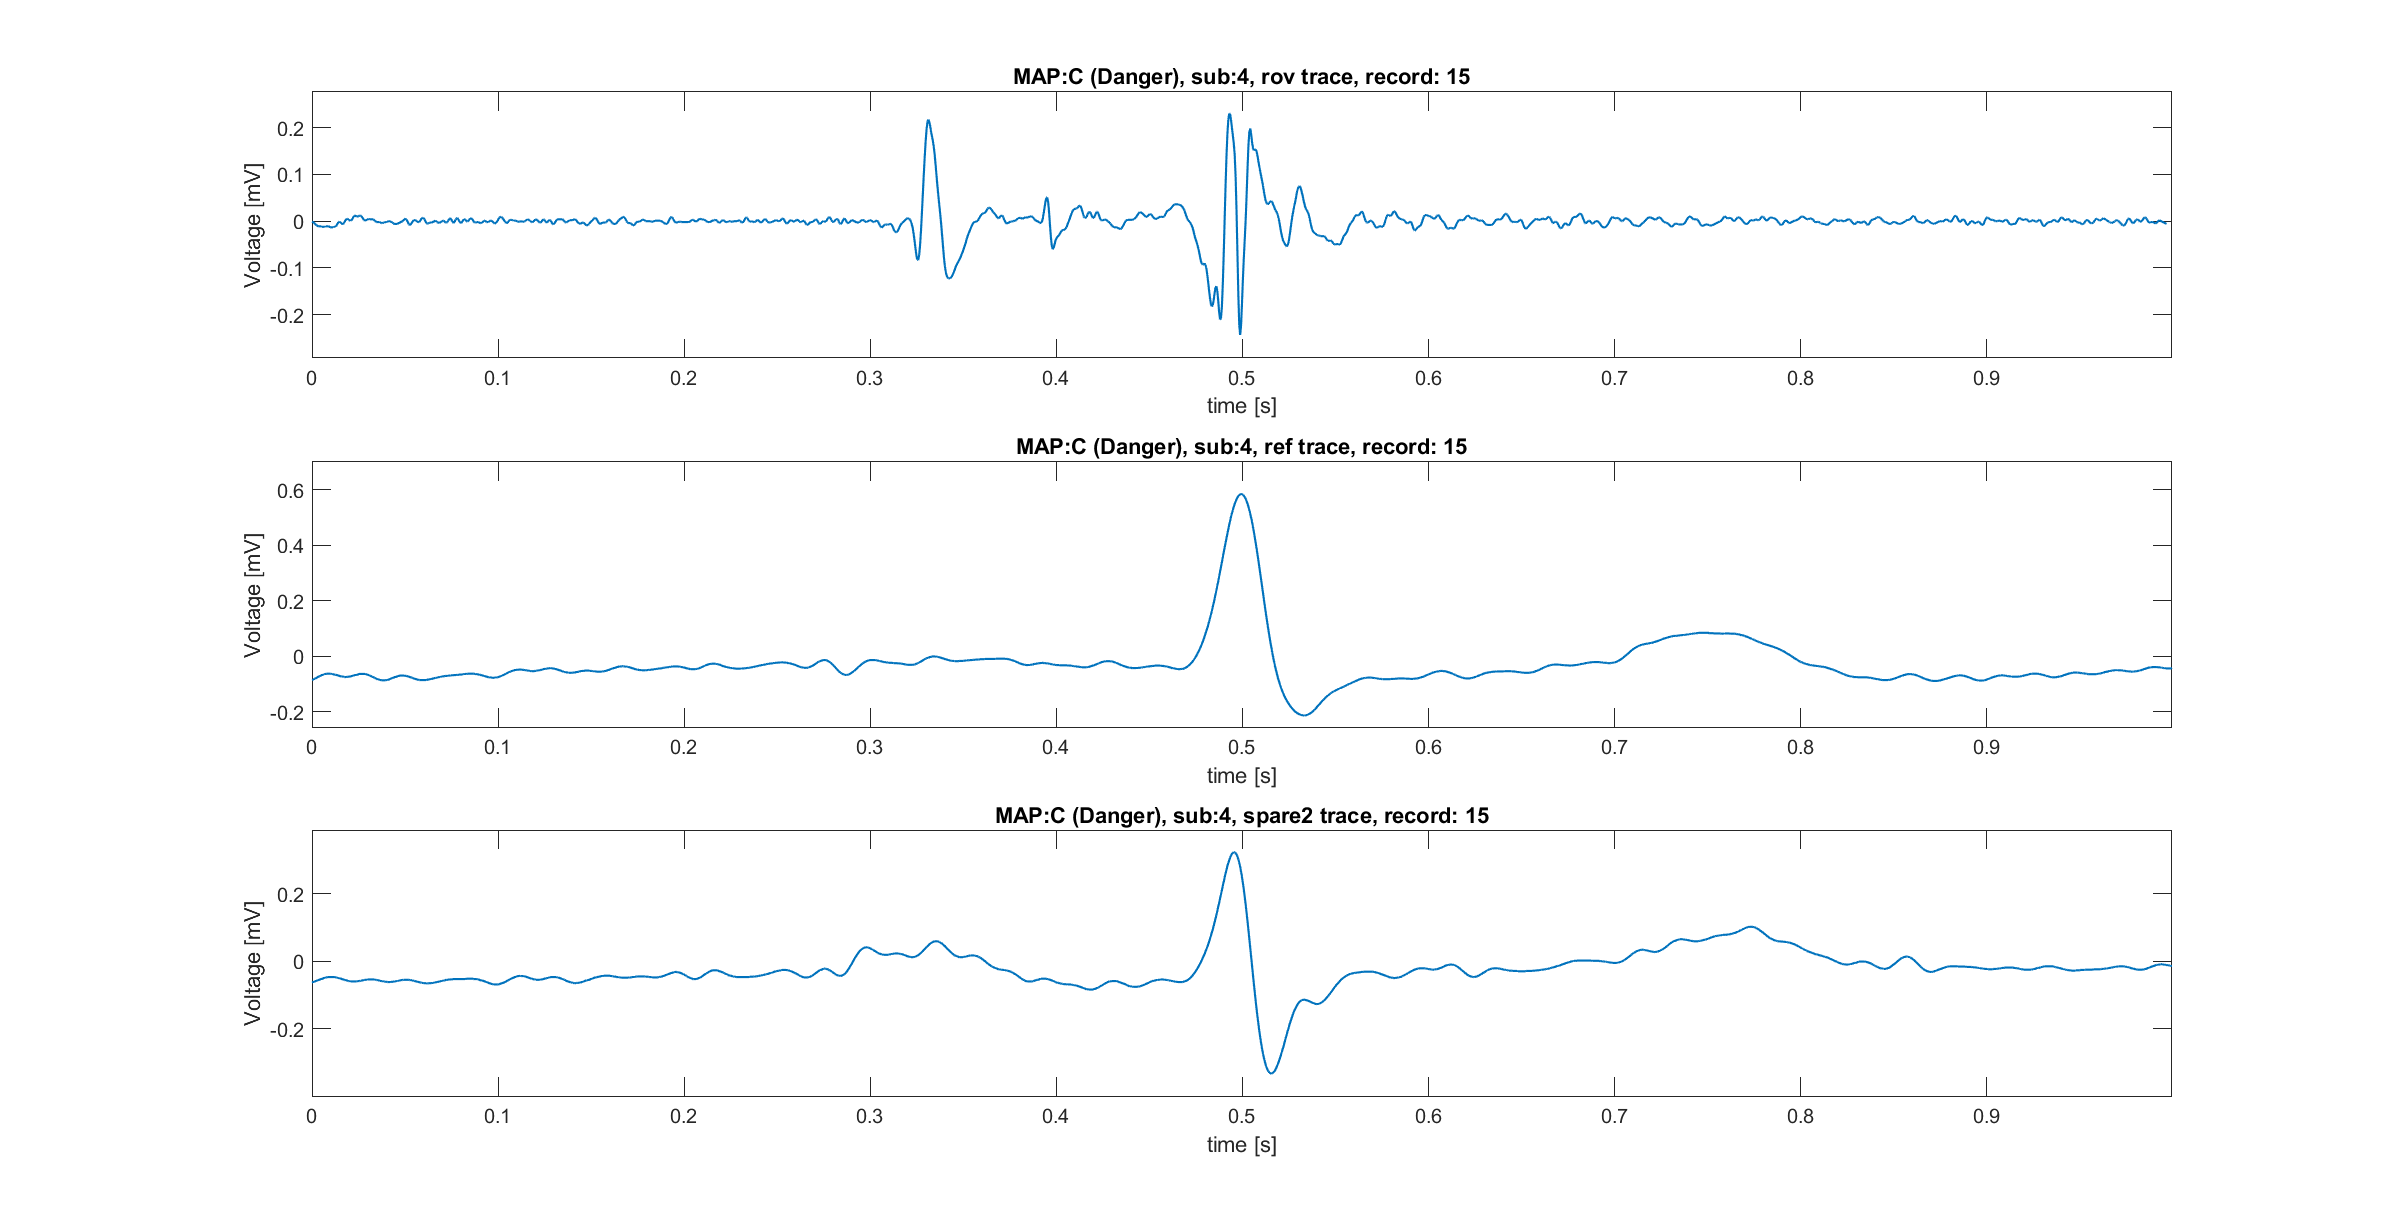 MAP:C (Danger), sub:4, rov trace, record: 15
Voltage [mV]
0.2
0.1
0
-0.1
-0.2
0 0.1 0.2 0.3 0.4 0.5 0.6 0.7 0.8 0.9
time [s]
MAP:C (Danger), sub:4, ref trace, record: 15
Voltage [mV]
0.6
0.4
0.2
0
-0.2
0 0.1 0.2 0.3 0.4 0.5 0.6 0.7 0.8 0.9
time [s]
MAP:C (Danger), sub:4, spare2 trace, record: 15
Voltage [mV]
0.2
0
-0.2
0 0.1 0.2 0.3 0.4 0.5 0.6 0.7 0.8 0.9
time [s]